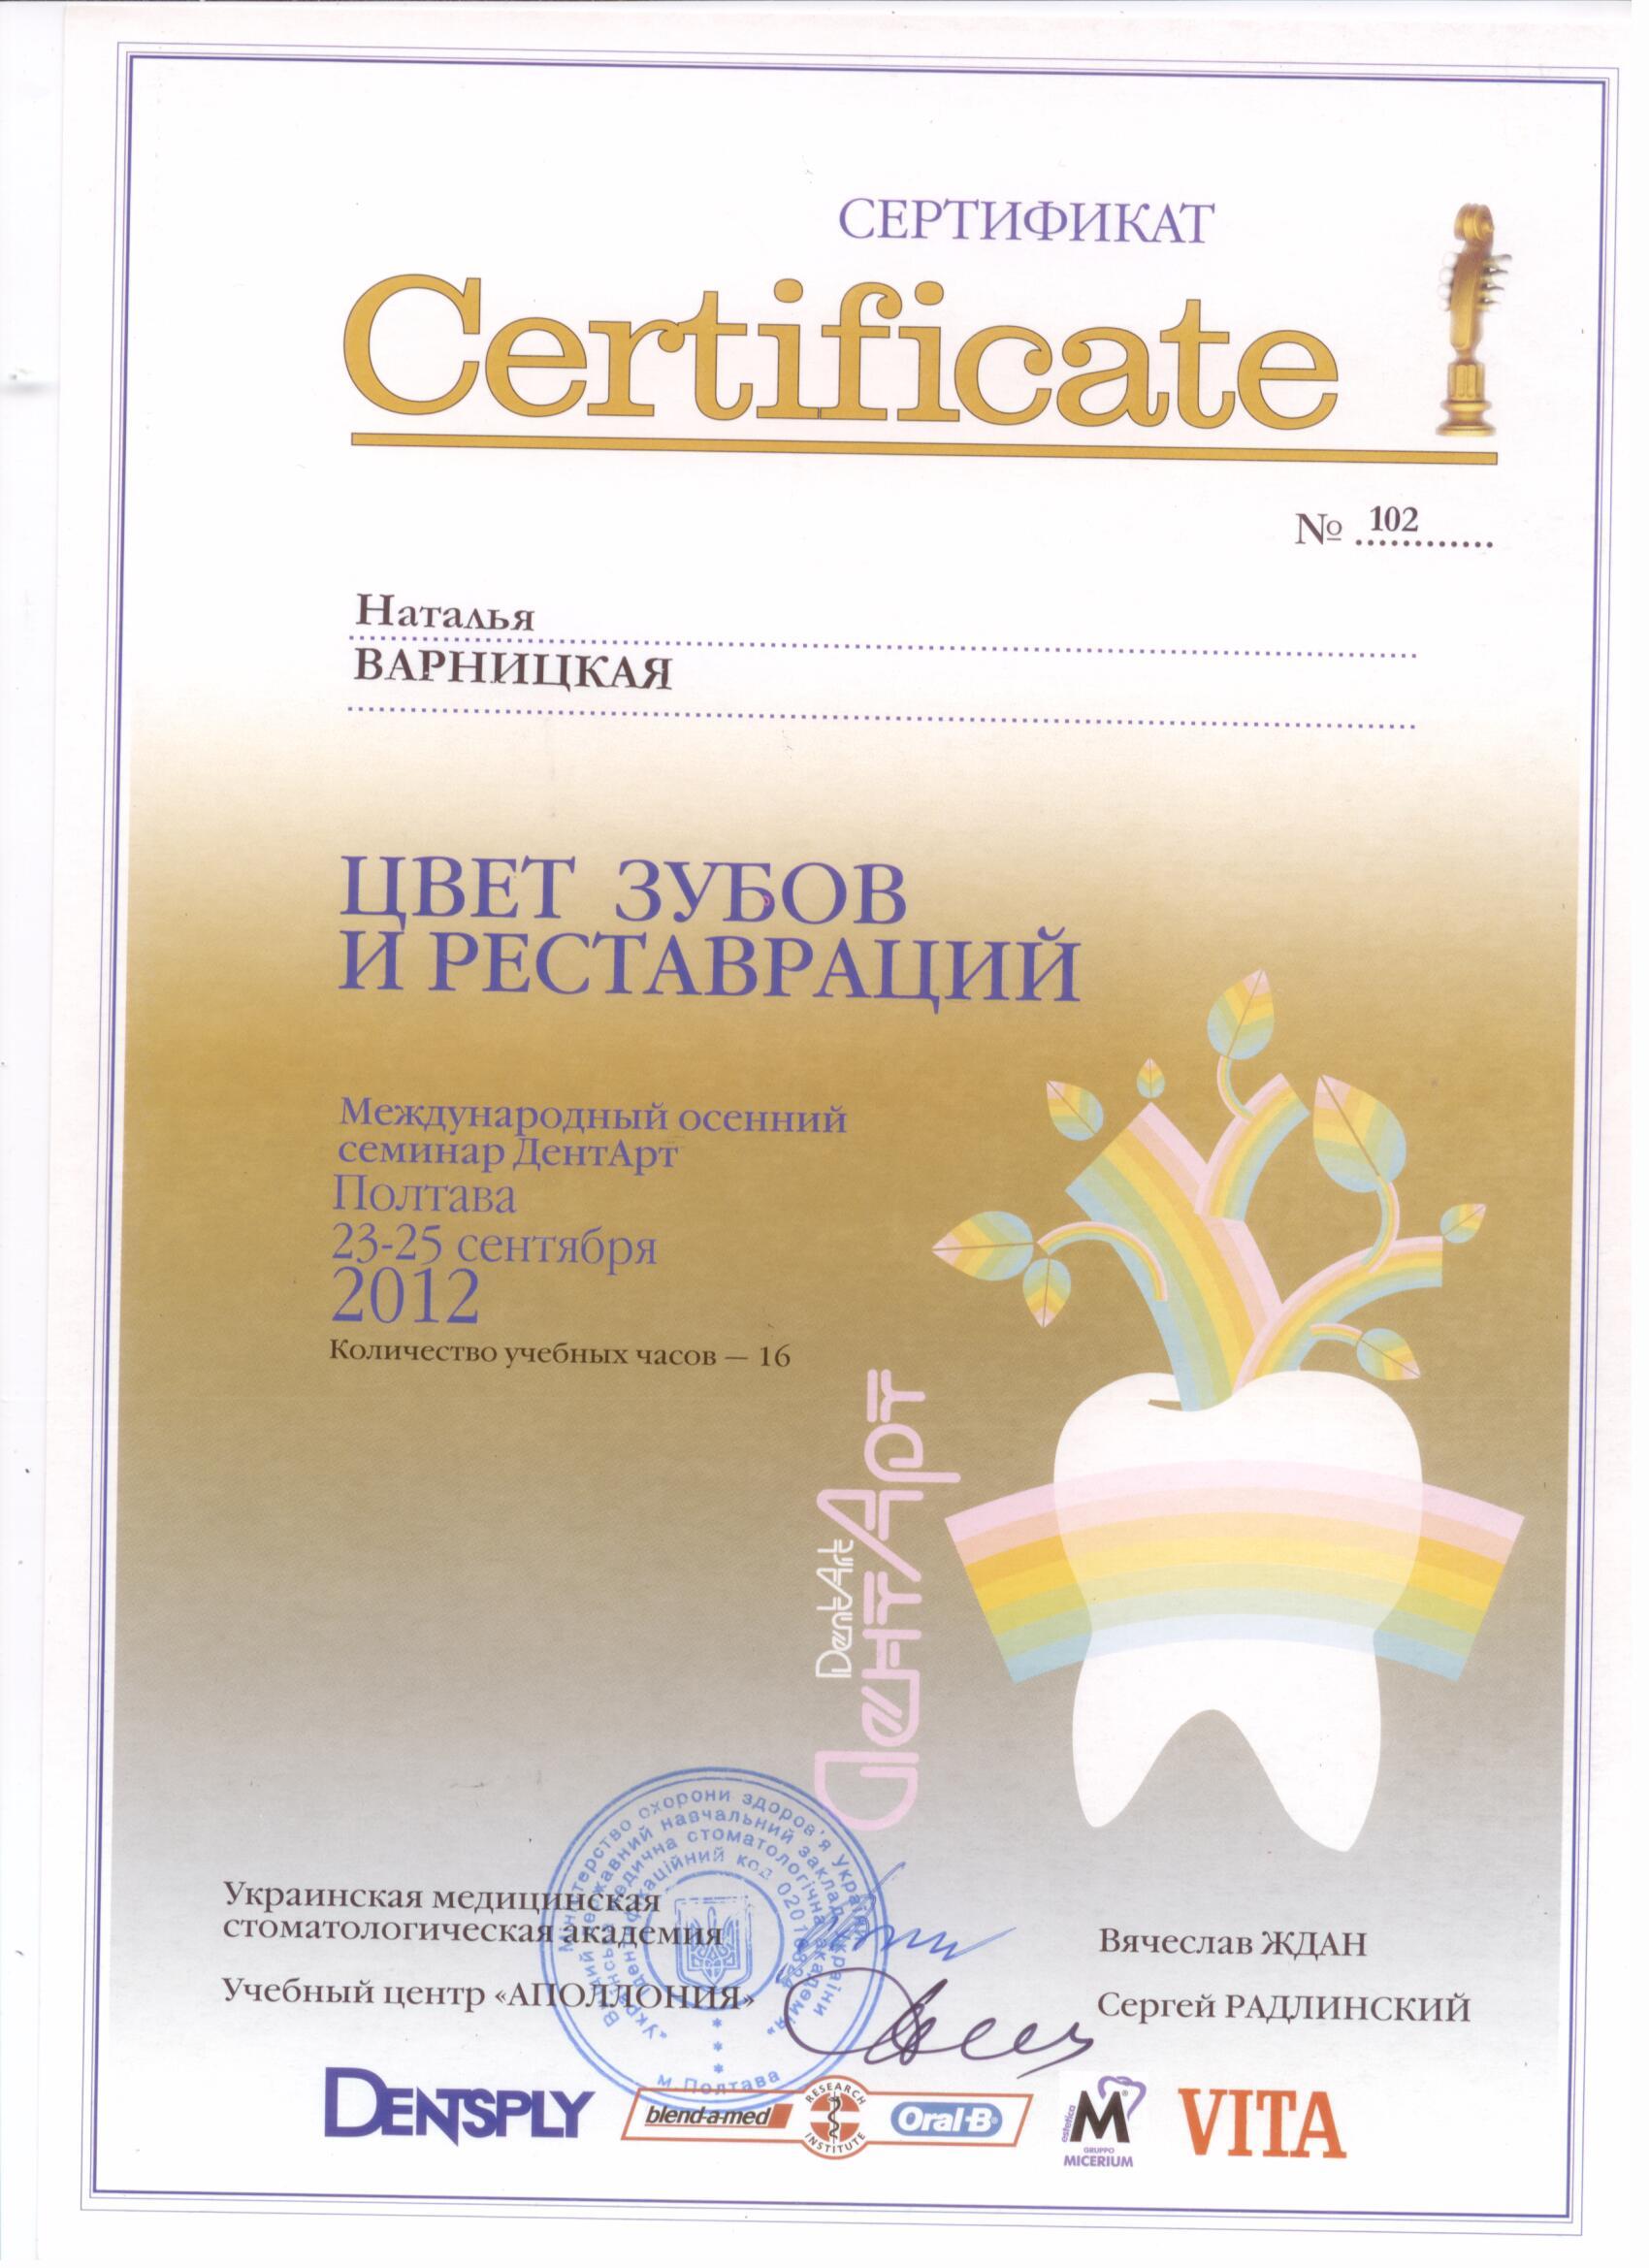 СЕРТИФИКАТ
Certificate
№ 102
Наталья
ВАРНИЦКАЯ
ЦВЕТ ЗУБОВ
И РЕСТАВРАЦИЙ
Международный осенний
семинар ДентАрт
Полтава
23-25 сентября
2012
Количество учебных часов — 16
DentArt
ДентАрт
Міністерство охорони здоров'я України
Вищий державний навчальний заклад України
«Українська медична стоматологічна академія»
Ідентифікаційний код
м. Полтава
Украинская медицинская
стоматологическая академия
Вячеслав ЖДАН
Учебный центр «АПОЛЛОНИЯ»
Сергей РАДЛИНСКИЙ
DENTSPLY
blend-a-med
RESEARCH
INSTITUTE
Oral-B
estetica
M
GRUPPO
MICERIUM
VITA